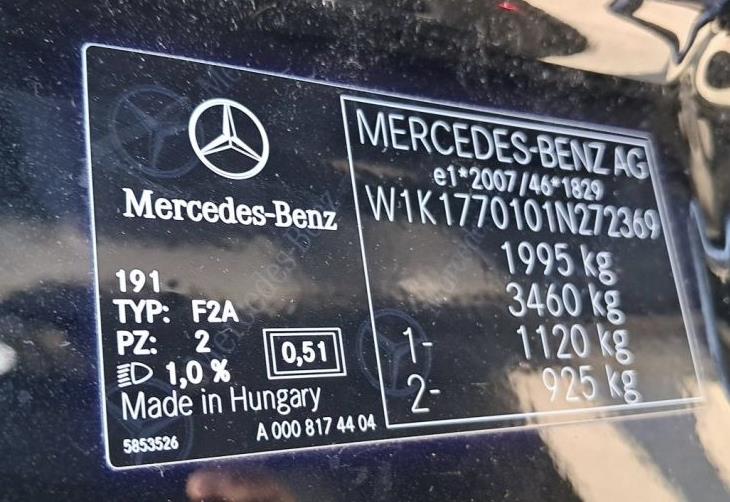 Mercedes-Benz
191
TYP: F2A
PZ: 2
1,0 %
0,51
Made in Hungary
5853526
A 000 817 44 04
MERCEDES-BENZ AG
e1*2007/46*1829
W1K1770101N272369
1995 kg
3460 kg
1- 1120 kg
2- 925 kg